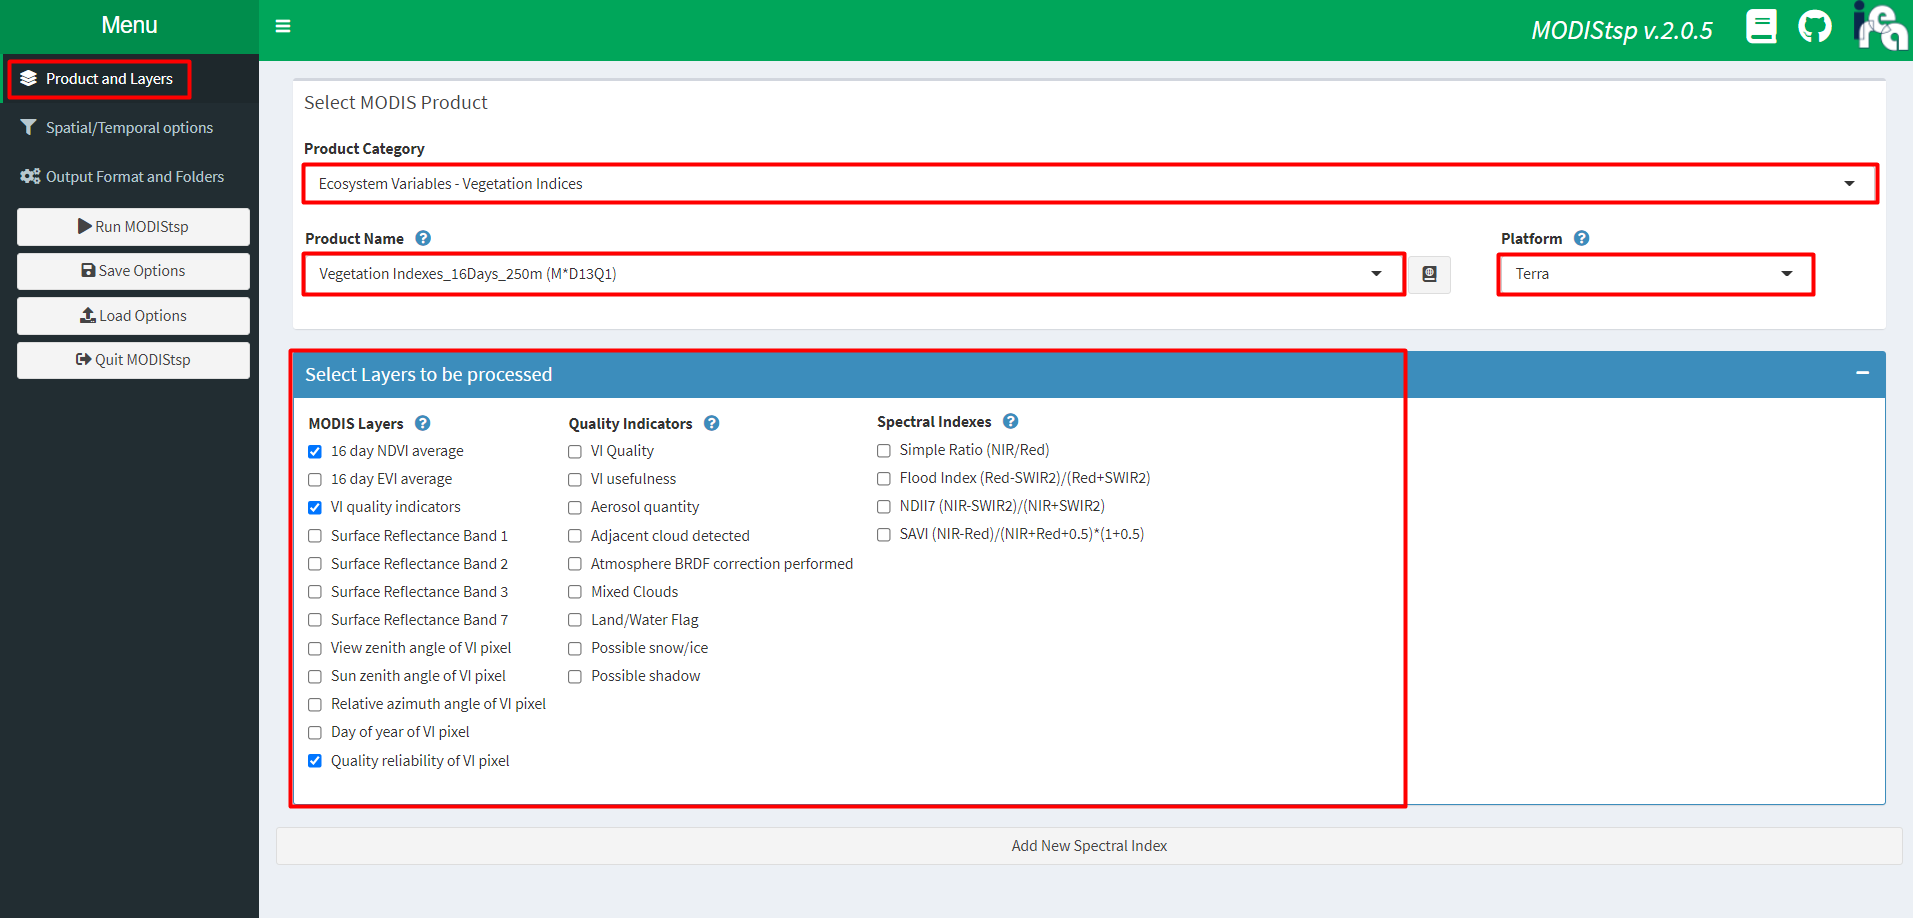 Menu
MODIStsp v.2.0.5
irea
Product and Layers
Spatial/Temporal options
Output Format and Folders
Run MODIStsp
Save Options
Load Options
Quit MODIStsp
Select MODIS Product
Product Category
Ecosystem Variables - Vegetation Indices
Product Name
Platform
Vegetation Indexes_16Days_250m (M*D13Q1)
Terra
Select Layers to be processed
MODIS Layers
16 day NDVI average
16 day EVI average
VI quality indicators
Surface Reflectance Band 1
Surface Reflectance Band 2
Surface Reflectance Band 3
Surface Reflectance Band 7
View zenith angle of VI pixel
Sun zenith angle of VI pixel
Relative azimuth angle of VI pixel
Day of year of VI pixel
Quality reliability of VI pixel
Quality Indicators
VI Quality
VI usefulness
Aerosol quantity
Adjacent cloud detected
Atmosphere BRDF correction performed
Mixed Clouds
Land/Water Flag
Possible snow/ice
Possible shadow
Spectral Indexes
Simple Ratio (NIR/Red)
Flood Index (Red-SWIR2)/(Red+SWIR2)
NDII7 (NIR-SWIR2)/(NIR+SWIR2)
SAVI (NIR-Red)/(NIR+Red+0.5)*(1+0.5)
Add New Spectral Index